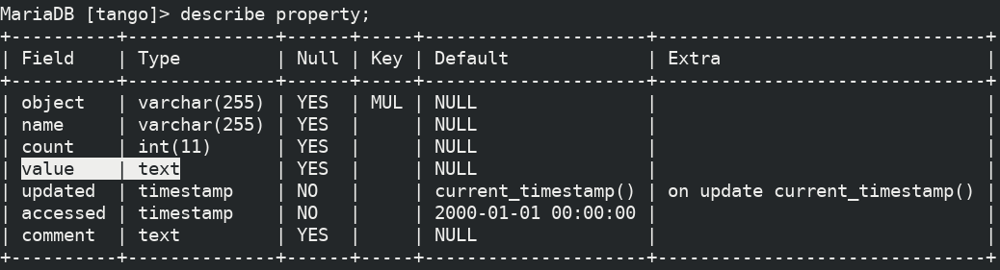 MariaDB [tango]> describe property;
+----------+--------------+------+-----+---------------------+-------------------------------+
| Field    | Type         | Null | Key | Default             | Extra                         |
+----------+--------------+------+-----+---------------------+-------------------------------+
| object   | varchar(255) | YES  | MUL | NULL                |                               |
| name     | varchar(255) | YES  |     | NULL                |                               |
| count    | int(11)      | YES  |     | NULL                |                               |
| value    | text         | YES  |     | NULL                |                               |
| updated  | timestamp    | NO   |     | current_timestamp() | on update current_timestamp() |
| accessed | timestamp    | NO   |     | 2000-01-01 00:00:00 |                               |
| comment  | text         | YES  |     | NULL                |                               |
+----------+--------------+------+-----+---------------------+-------------------------------+